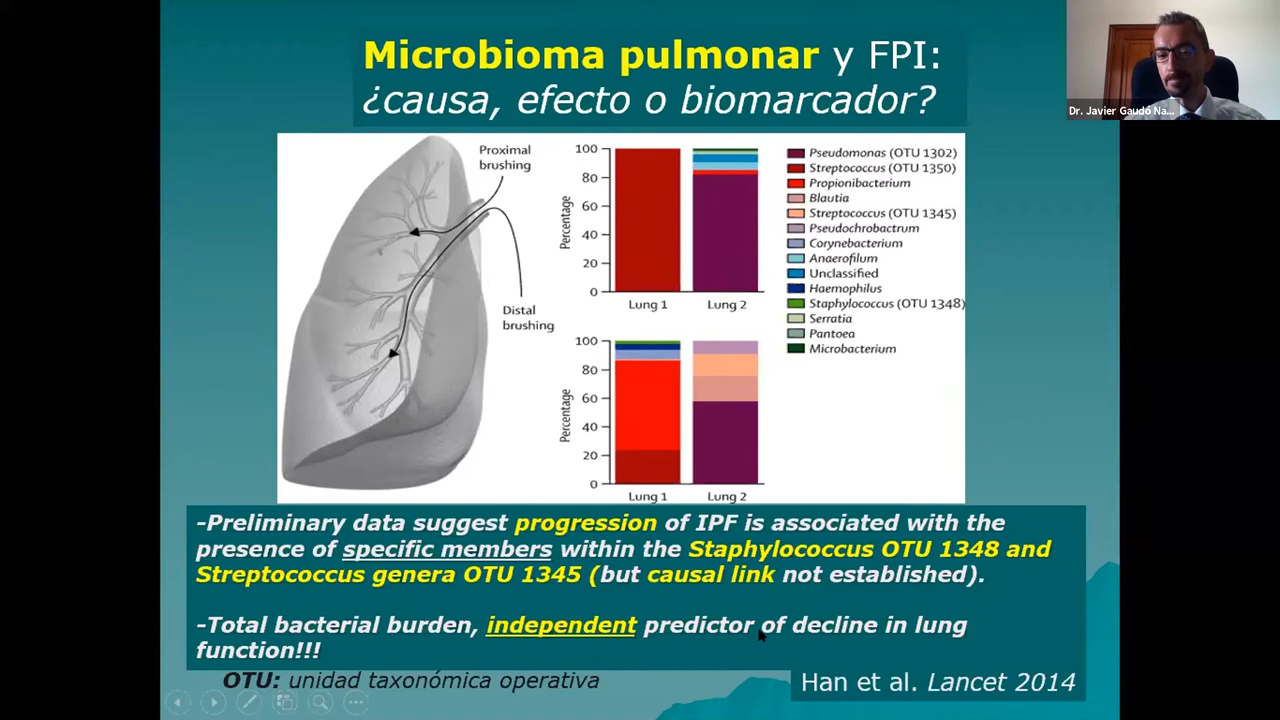 Microbioma pulmonar y FPI:
¿causa, efecto o biomarcador?
Dr. Javier Gaudó Na...
Proximal
brushing
Distal
brushing
Percentage
100
80
60
40
20
0
Lung 1
Lung 2
Percentage
100
80
60
40
20
0
Lung 1
Lung 2
Pseudomonas (OTU 1302)
Streptococcus (OTU 1350)
Propionibacterium
Blautia
Streptococcus (OTU 1345)
Pseudochrobactrum
Corynebacterium
Anaerofilum
Unclassified
Haemophilus
Staphylococcus (OTU 1348)
Serratia
Pantoea
Microbacterium
-Preliminary data suggest progression of IPF is associated with the
presence of specific members within the Staphylococcus OTU 1348 and
Streptococcus genera OTU 1345 (but causal link not established).
-Total bacterial burden, independent predictor of decline in lung
function!!!
OTU: unidad taxonómica operativa
Han et al. Lancet 2014